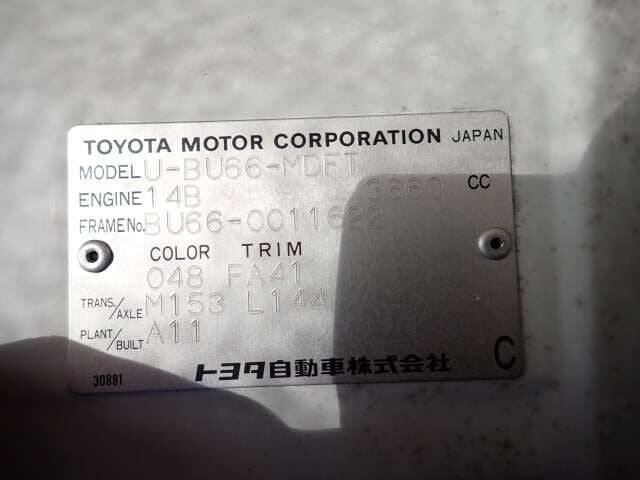 TOYOTA MOTOR CORPORATION JAPAN
MODEL U-BU66-MDFT
ENGINE 14B 3660 CC
FRAME No. BU66-0011622
COLOR TRIM
048 FA41
TRANS./AXLE M153 L144
PLANT/BUILT A11
30881 トヨタ自動車株式会社 C